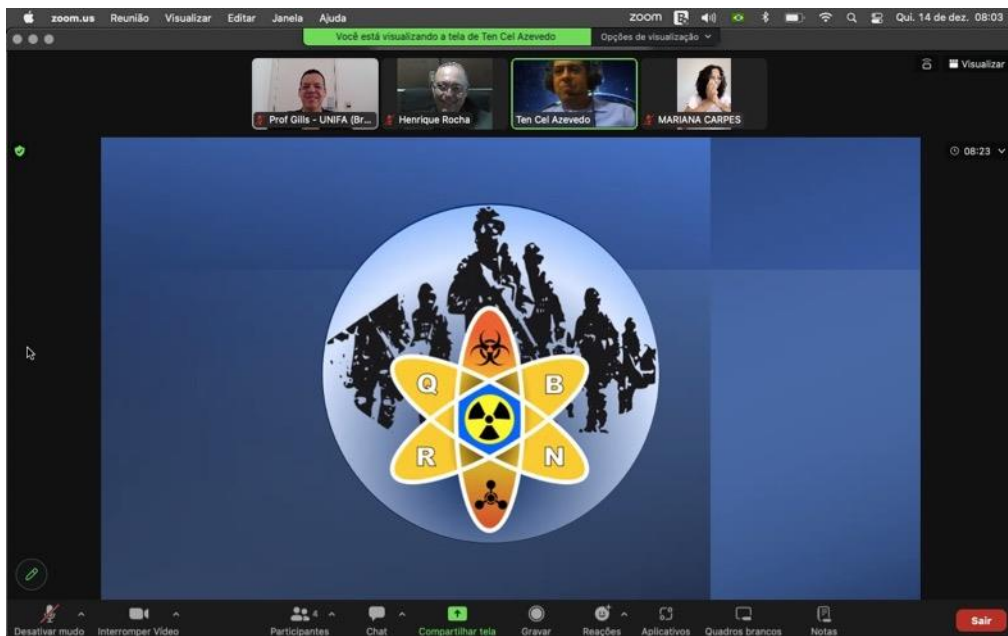 zoom.us Reunião Visualizar Editar Janela Ajuda zoom Qui. 14 de dez. 08:03
Você está visualizando a tela de Ten Cel Azevedo Opções de visualização
Visualizar
Prof Gills - UNIFA (Br... Henrique Rocha Ten Cel Azevedo MARIANA CARPES
08:23
Q B
R N
Desativar mudo Interromper Vídeo Participantes 4 Chat Compartilhar tela Gravar Reações Aplicativos Quadros brancos Notas Sair